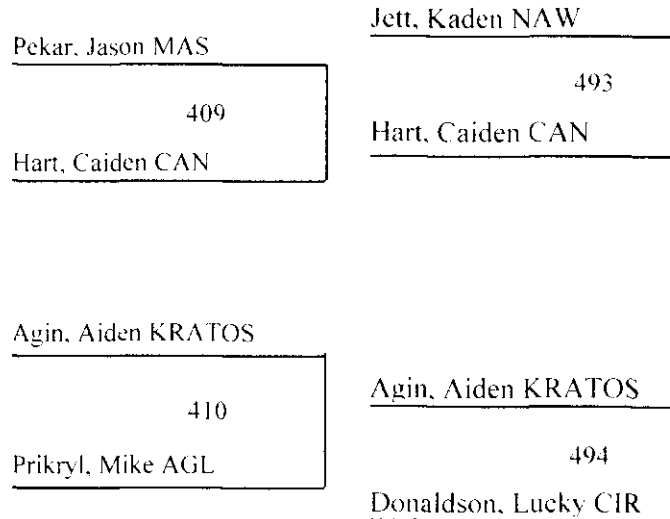 Pekar, Jason MAS
409
Hart, Caiden CAN
Agin, Aiden KRATOS
410
Prikryl, Mike AGL
Jett, Kaden NAW
493
Hart, Caiden CAN
Agin, Aiden KRATOS
494
Donaldson, Lucky CIR